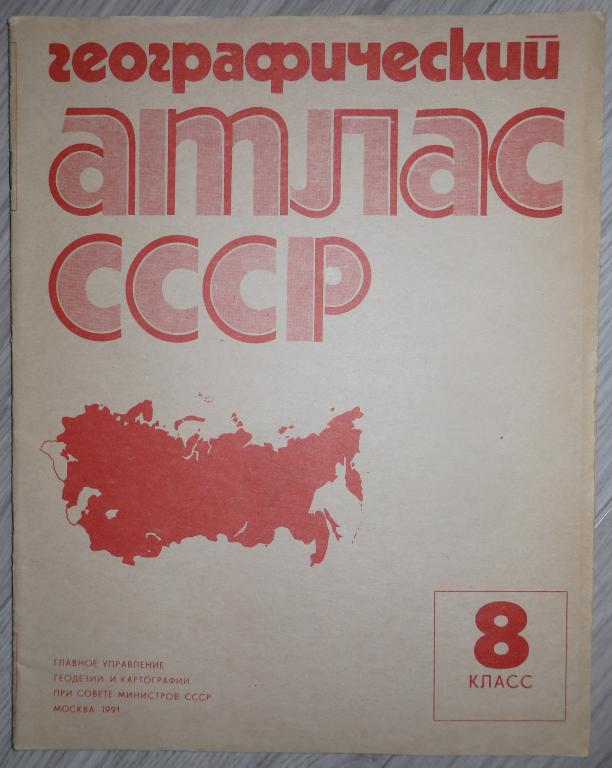 географический
атлас
СССР
8
КЛАСС
ГЛАВНОЕ УПРАВЛЕНИЕ
ГЕОДЕЗИИ И КАРТОГРАФИИ
ПРИ СОВЕТЕ МИНИСТРОВ СССР
МОСКВА 1991